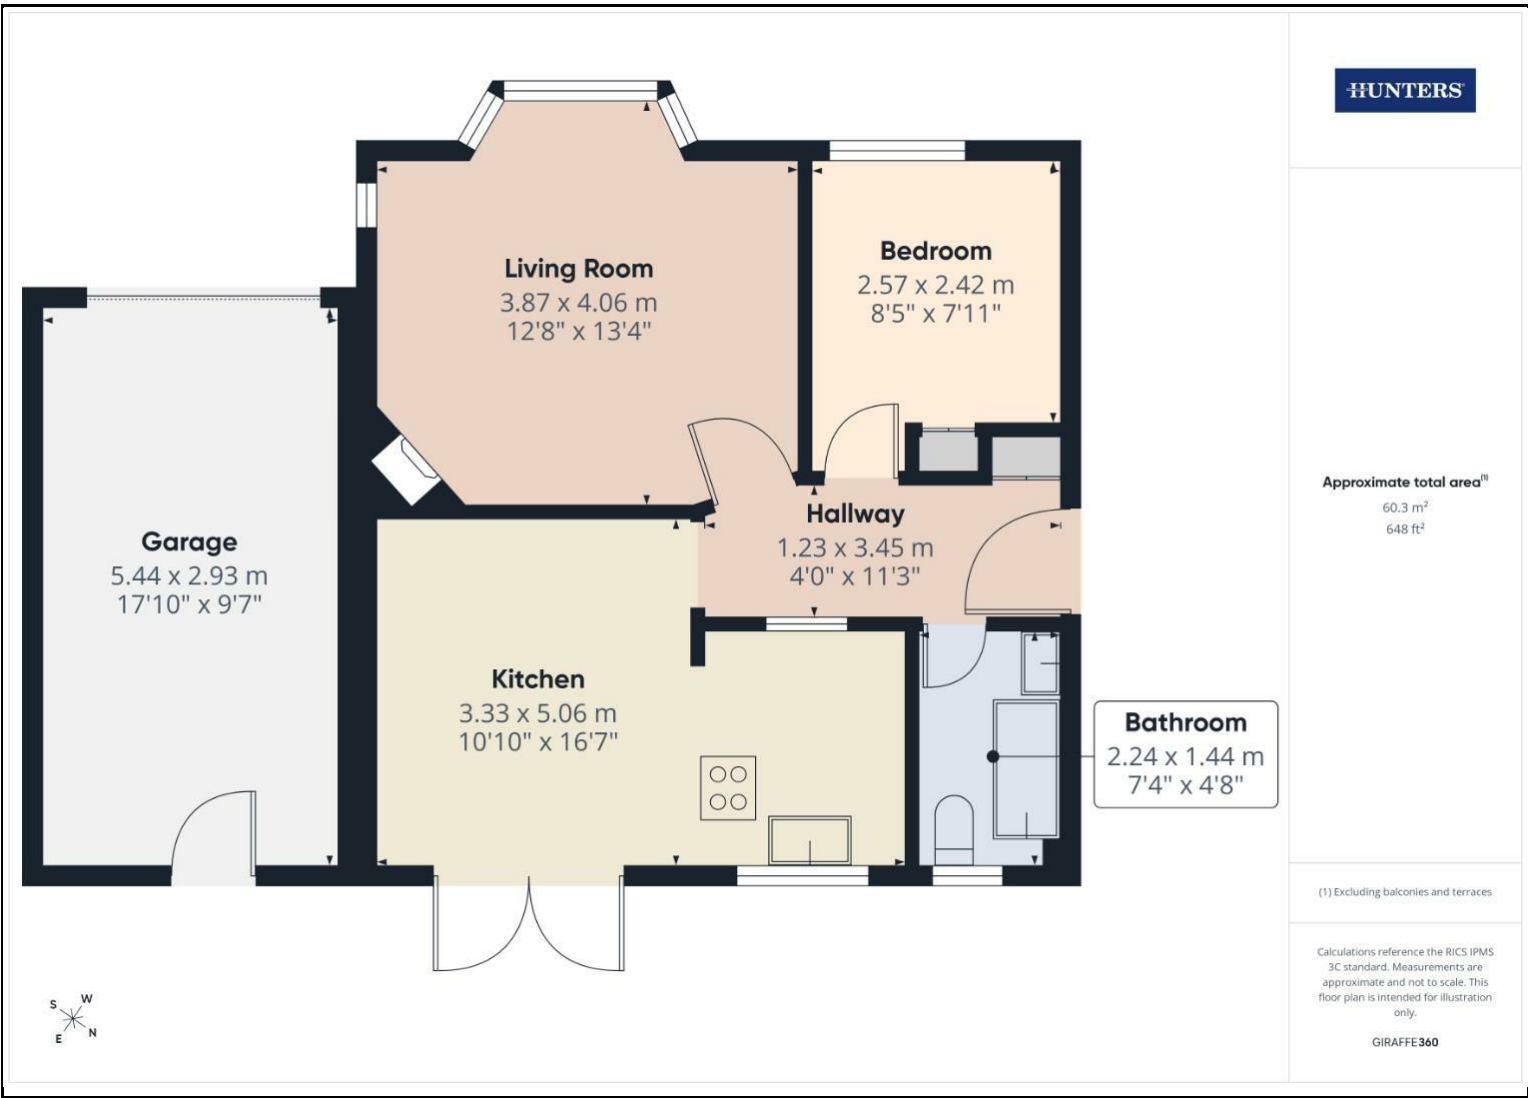 HUNTERS
Living Room
3.87 x 4.06 m
12'8" x 13'4"
Bedroom
2.57 x 2.42 m
8'5" x 7'11"
Garage
5.44 x 2.93 m
17'10" x 9'7"
Hallway
1.23 x 3.45 m
4'0" x 11'3"
Kitchen
3.33 x 5.06 m
10'10" x 16'7"
Bathroom
2.24 x 1.44 m
7'4" x 4'8"
S W
E N
Approximate total area(1)
60.3 m²
648 ft²
(1) Excluding balconies and terraces
Calculations reference the RICS IPMS
3C standard. Measurements are
approximate and not to scale. This
floor plan is intended for illustration
only.
GIRAFFE360